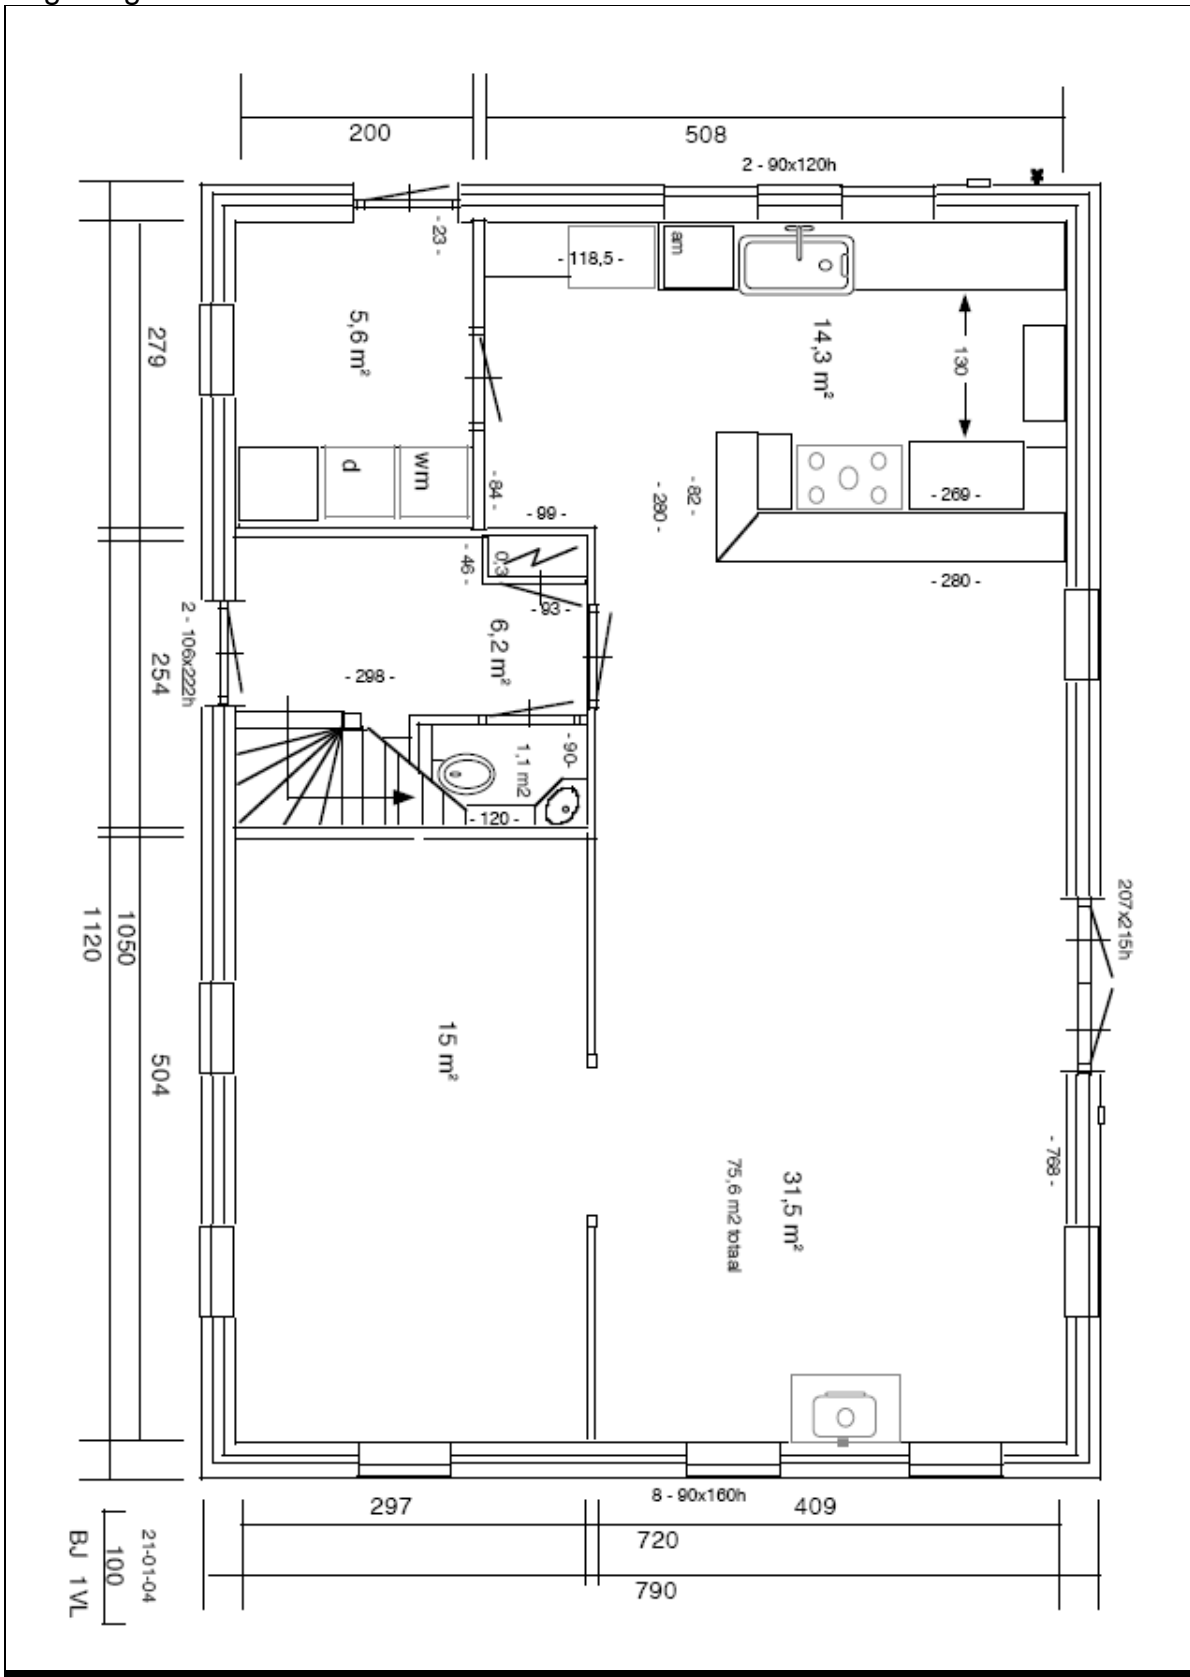 200
508
2 - 90x120h
- 23 -
- 118,5 -
am
5,6 m²
14,3 m²
130
279
d
wm
- 84 -
- 99 -
- 280 -
- 82 -
- 269 -
- 280 -
- 46 -
0,3
- 93 -
2 - 106x222h
254
6,2 m²
- 298 -
1,1 m2
- 90-
- 120 -
207x215h
1120
1050
504
15 m²
- 768 -
31,5 m²
75,6 m2 totaal
8 - 90x160h
297
409
720
790
21-01-04
100
BJ 1VL